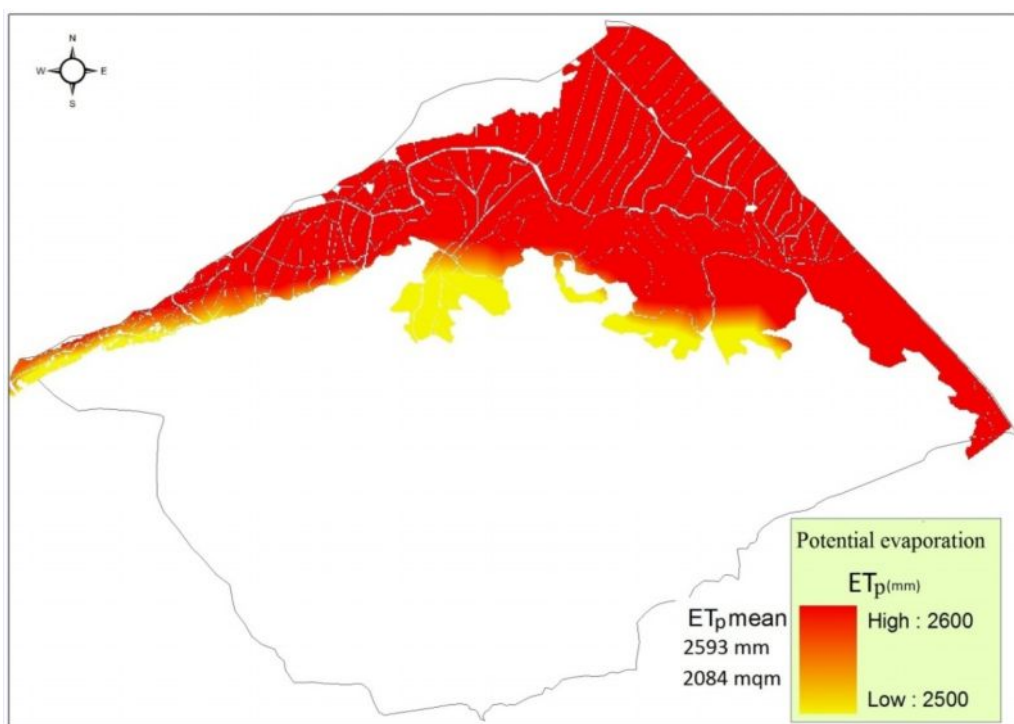 N
W E
S
Potential evaporation
ETp(mm)
High : 2600
Low : 2500
ETp mean
2593 mm
2084 mqm